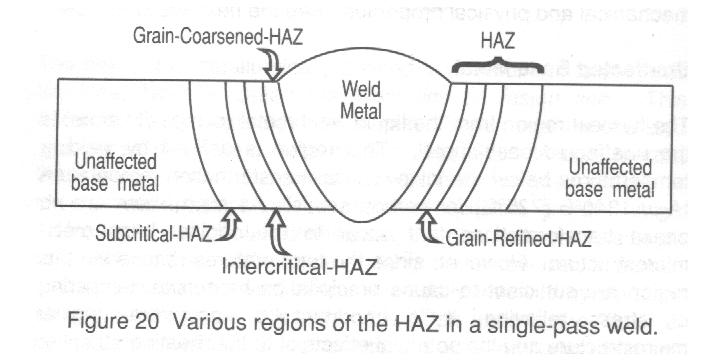 Grain-Coarsened-HAZ
HAZ
Weld
Metal
Unaffected
base metal
Unaffected
base metal
Subcritical-HAZ
Grain-Refined-HAZ
Intercritical-HAZ
Figure 20 Various regions of the HAZ in a single-pass weld.